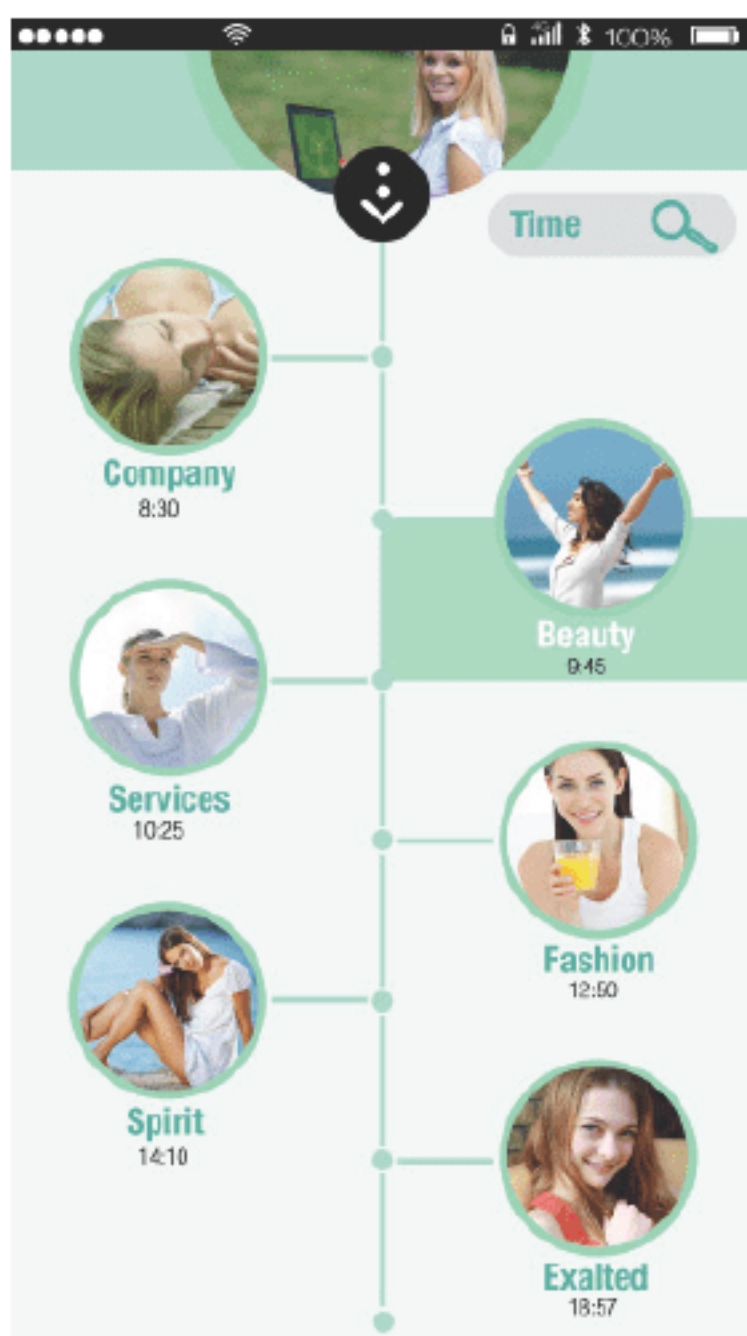 4G 100%
Time
Company
8:30
Beauty
9:45
Services
10:25
Fashion
12:50
Spirit
14:10
Exalted
18:57